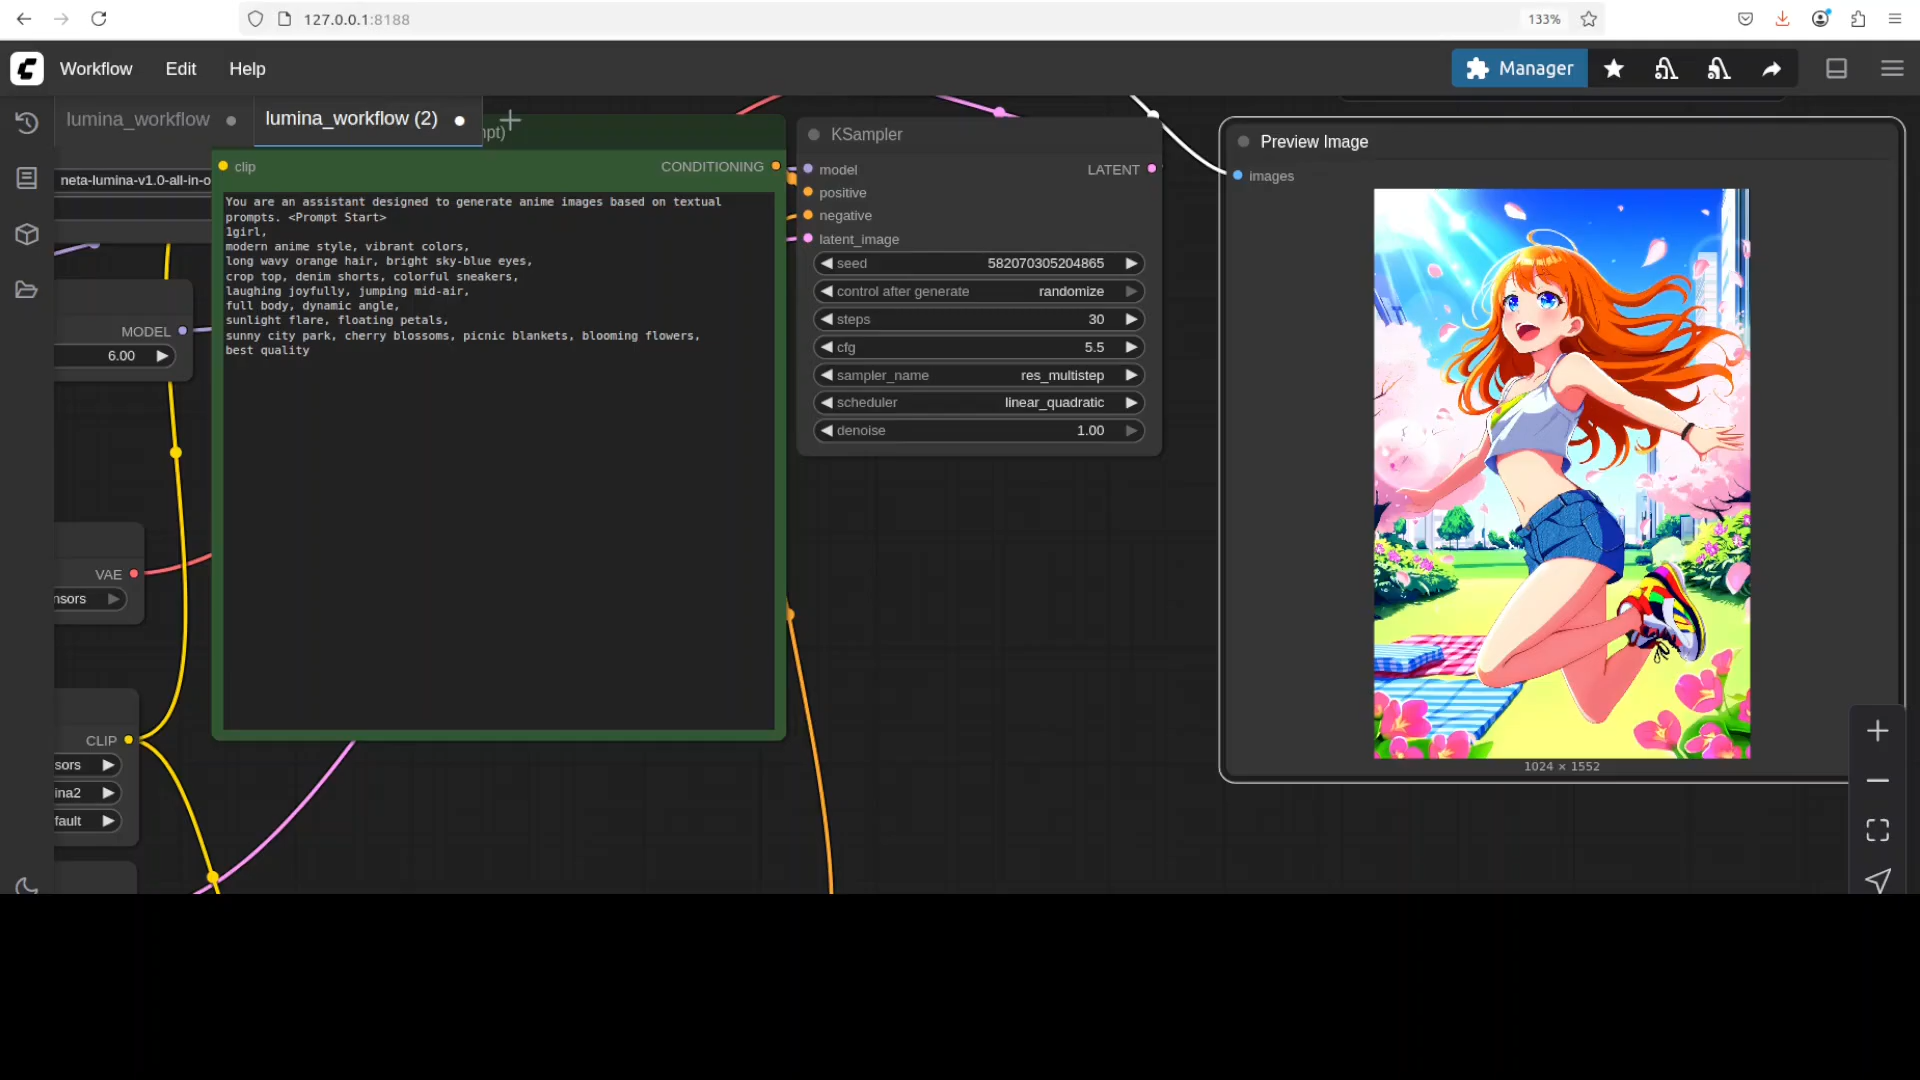 127.0.0.1:8188
133%
Workflow Edit Help
Manager
lumina_workflow
lumina_workflow (2)
npt)
neta-lumina-v1.0-all-in-o
clip
CONDITIONING
You are an assistant designed to generate anime images based on textual
prompts. <Prompt Start>
1girl,
modern anime style, vibrant colors,
long wavy orange hair, bright sky-blue eyes,
crop top, denim shorts, colorful sneakers,
laughing joyfully, jumping mid-air,
full body, dynamic angle,
sunlight flare, floating petals,
sunny city park, cherry blossoms, picnic blankets, blooming flowers,
best quality
MODEL
6.00
VAE
nsors
CLIP
sors
ina2
fault
KSampler
model
LATENT
positive
negative
latent_image
seed 582070305204865
control after generate randomize
steps 30
cfg 5.5
sampler_name res_multistep
scheduler linear_quadratic
denoise 1.00
Preview Image
images
1024 × 1552